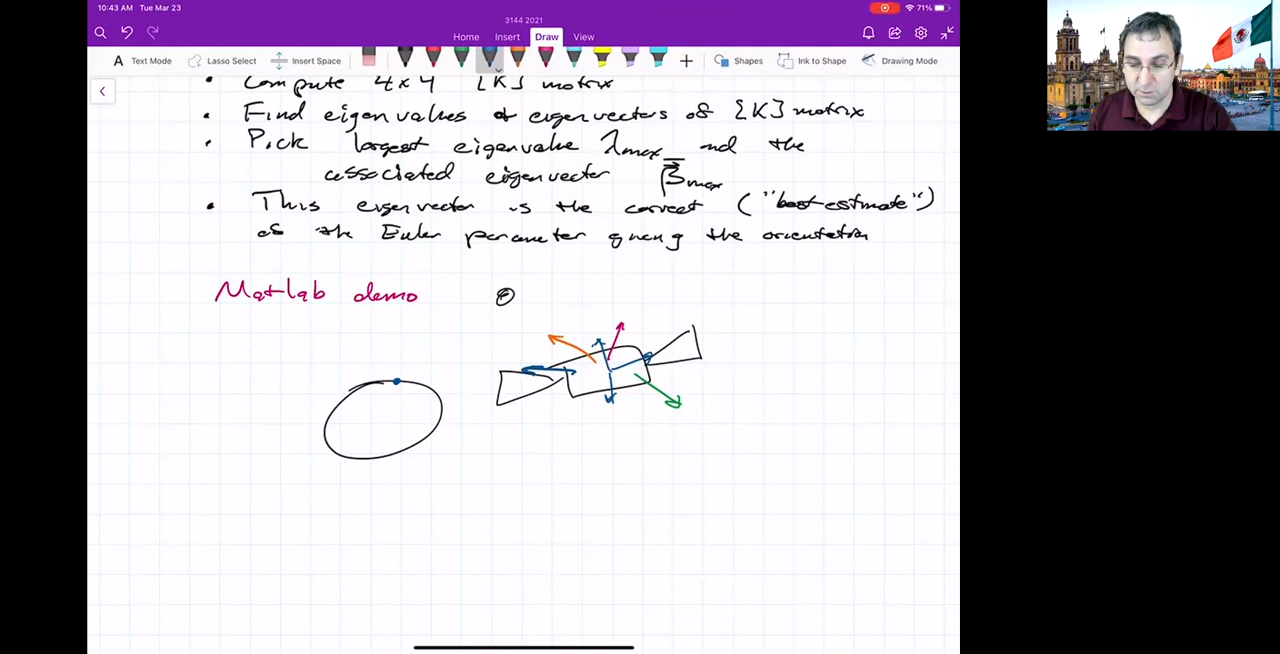 10:43 AM Tue Mar 23
71%
3144 2021
Home Insert Draw View
Text Mode Lasso Select Insert Space Shapes Ink to Shape Drawing Mode
• Compute 4x4 [K] matrix
• Find eigenvalues & eigenvectors of [K] matrix
• Pick largest eigenvalue λmax and the
associated eigenvector β̄max
• This eigenvector is the correct ("best estimate")
of the Euler parameter the orientation
Matlab demo